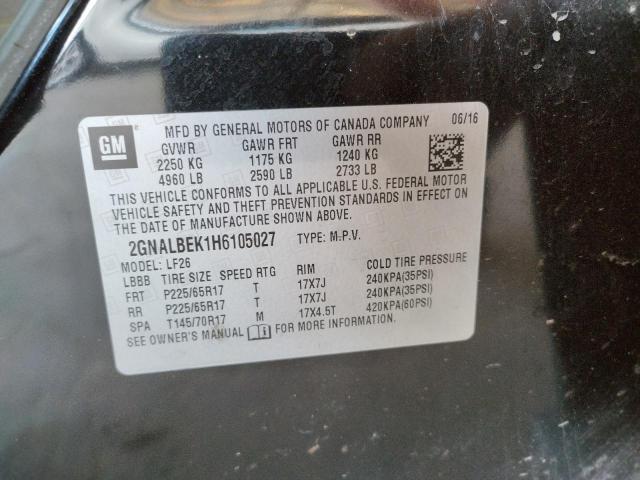 GM
MFD BY GENERAL MOTORS OF CANADA COMPANY 06/16
GVWR GAWR FRT GAWR RR
2250 KG 1175 KG 1240 KG
4960 LB 2590 LB 2733 LB
THIS VEHICLE CONFORMS TO ALL APPLICABLE U.S. FEDERAL MOTOR
VEHICLE SAFETY AND THEFT PREVENTION STANDARDS IN EFFECT ON
THE DATE OF MANUFACTURE SHOWN ABOVE.
2GNALBEK1H6105027 TYPE: M.P.V.
MODEL: LF26
LBBB TIRE SIZE SPEED RTG RIM COLD TIRE PRESSURE
FRT P225/65R17 T 17X7J 240KPA(35PSI)
RR P225/65R17 T 17X7J 240KPA(35PSI)
SPA T145/70R17 M 17X4.5T 420KPA(60PSI)
SEE OWNER'S MANUAL FOR MORE INFORMATION.